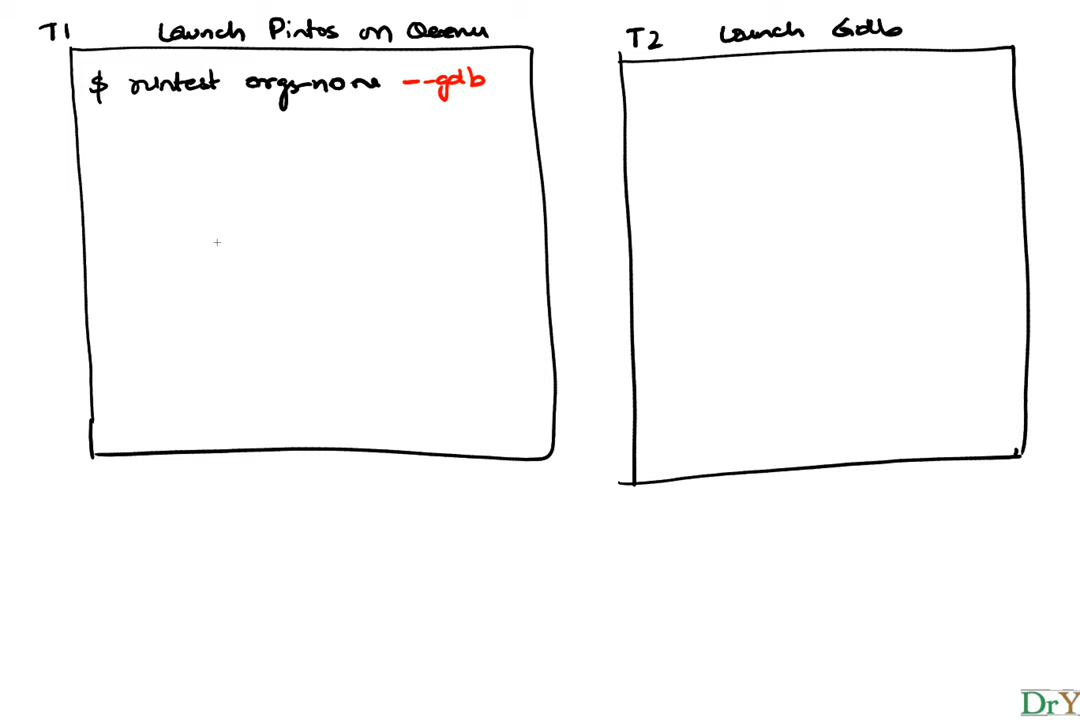 T1 Launch Pintos on Qemu
$ runtest args-none --gdb
T2 Launch Gdb
DrY